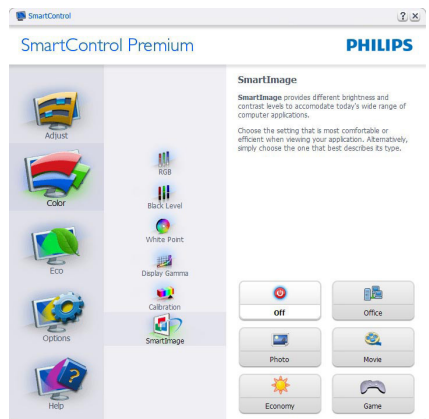 SmartControl
SmartControl Premium
PHILIPS
Adjust
Color
Eco
Options
Help
RGB
Black Level
White Point
Display Gamma
Calibration
SmartImage
SmartImage
SmartImage provides different brightness and
contrast levels to accomodate today's wide range of
computer applications.
Choose the setting that is most comfortable or
efficient when viewing your application. Alternatively,
simply choose the one that best describes its type.
Off
Office
Photo
Movie
Economy
Game